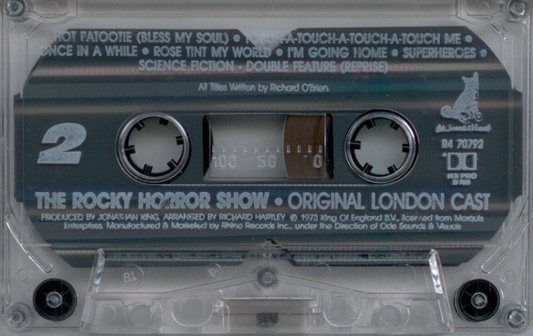 HOT PATOOTIE (BLESS MY SOUL) • A-TOUCH-A-TOUCH-A-TOUCH ME •
ONCE IN A WHILE • ROSE TINT MY WORLD • I'M GOING HOME • SUPERHEROES •
SCIENCE FICTION - DOUBLE FEATURE (REPRISE)
All Titles Written by Richard O'Brien.
2
R4 70792
HX PRO
B NR
100 50 0
THE ROCKY HORROR SHOW • ORIGINAL LONDON CAST
PRODUCED BY JONATHAN KING. ARRANGED BY RICHARD HARTLEY ℗ 1973 King Of England B.V., licensed from Marquis
Enterprises. Manufactured & Marketed by Rhino Records Inc., under the Direction of Ode Sounds & Visuals